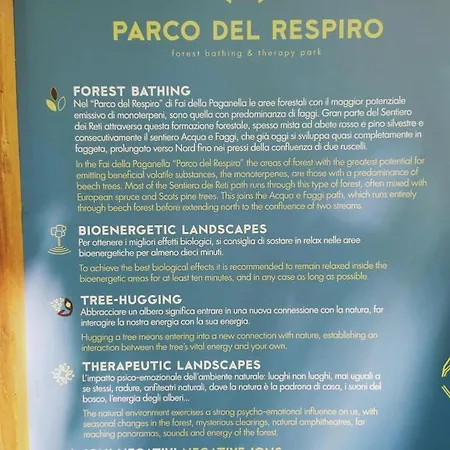 PARCO DEL RESPIRO
forest bathing & therapy park
FOREST BATHING
Nel "Parco del Respiro" di Fai della Paganella le aree forestali con il maggior potenziale
emissivo di monoterpeni, sono quella con predominanza di faggi. Gran parte del Sentiero
dei Reti attraversa questa formazione forestale, spesso mista ad abete rosso e pino silvestre e
consecutivamente il sentiero Acqua e Faggi, che già oggi si sviluppa quasi completamente in
faggeta, prolungato verso Nord fino nei pressi della confluenza di due ruscelli.
In the Fai della Paganella "Parco del Respiro" the areas of forest with the greatest potential for
emitting beneficial volatile substances, the monoterpenes, are those with a predominance of
beech trees. Most of the Sentiero dei Reti path runs through this type of forest, often mixed with
European spruce and Scots pine trees. This joins the Acqua e Faggi path, which runs entirely
through beech forest before extending north to the confluence of two streams.
BIOENERGETIC LANDSCAPES
Per ottenere i migliori effetti biologici, si consiglia di sostare in relax nelle aree
bioenergetiche per almeno dieci minuti.
To achieve the best biological effects it is recommended to remain relaxed inside the
bioenergetic areas for at least ten minutes, and in any case as long as possible.
TREE-HUGGING
Abbracciare un albero significa entrare in una nuova connessione con la natura, far
interagire la nostra energia con la sua energia.
Hugging a tree means entering into a new connection with nature, establishing an
interaction between the tree's vital energy and your own.
THERAPEUTIC LANDSCAPES
L'impatto psico-emozionale dell'ambiente naturale: luoghi non luoghi, mai uguali a
se stessi, radure, anfiteatri naturali, dove la natura è la padrona di casa, i suoni del
bosco, l'energia degli alberi...
The natural environment exercises a strong psycho-emotional influence on us, with
seasonal changes in the forest, mysterious clearings, natural amphitheatres, far
reaching panoramas, sounds and energy of the forest.